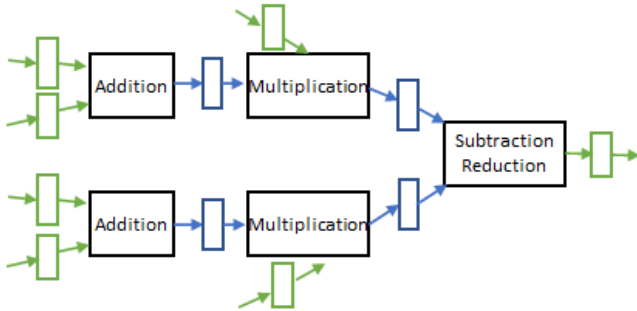 Addition
Multiplication
Subtraction
Reduction
Addition
Multiplication